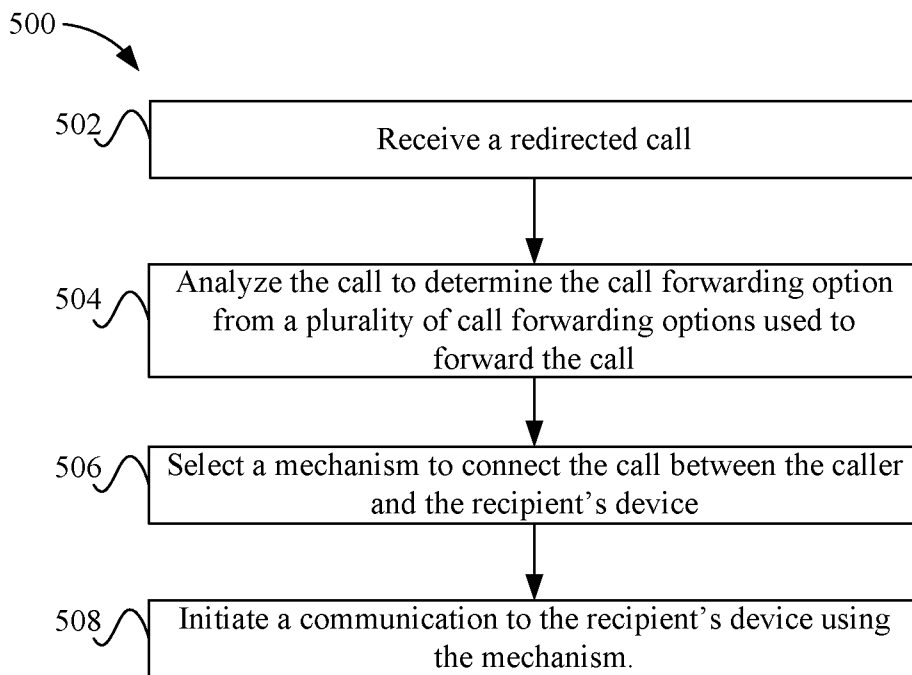 500
502
Receive a redirected call
504
Analyze the call to determine the call forwarding option
from a plurality of call forwarding options used to
forward the call
506
Select a mechanism to connect the call between the caller
and the recipient's device
508
Initiate a communication to the recipient's device using
the mechanism.